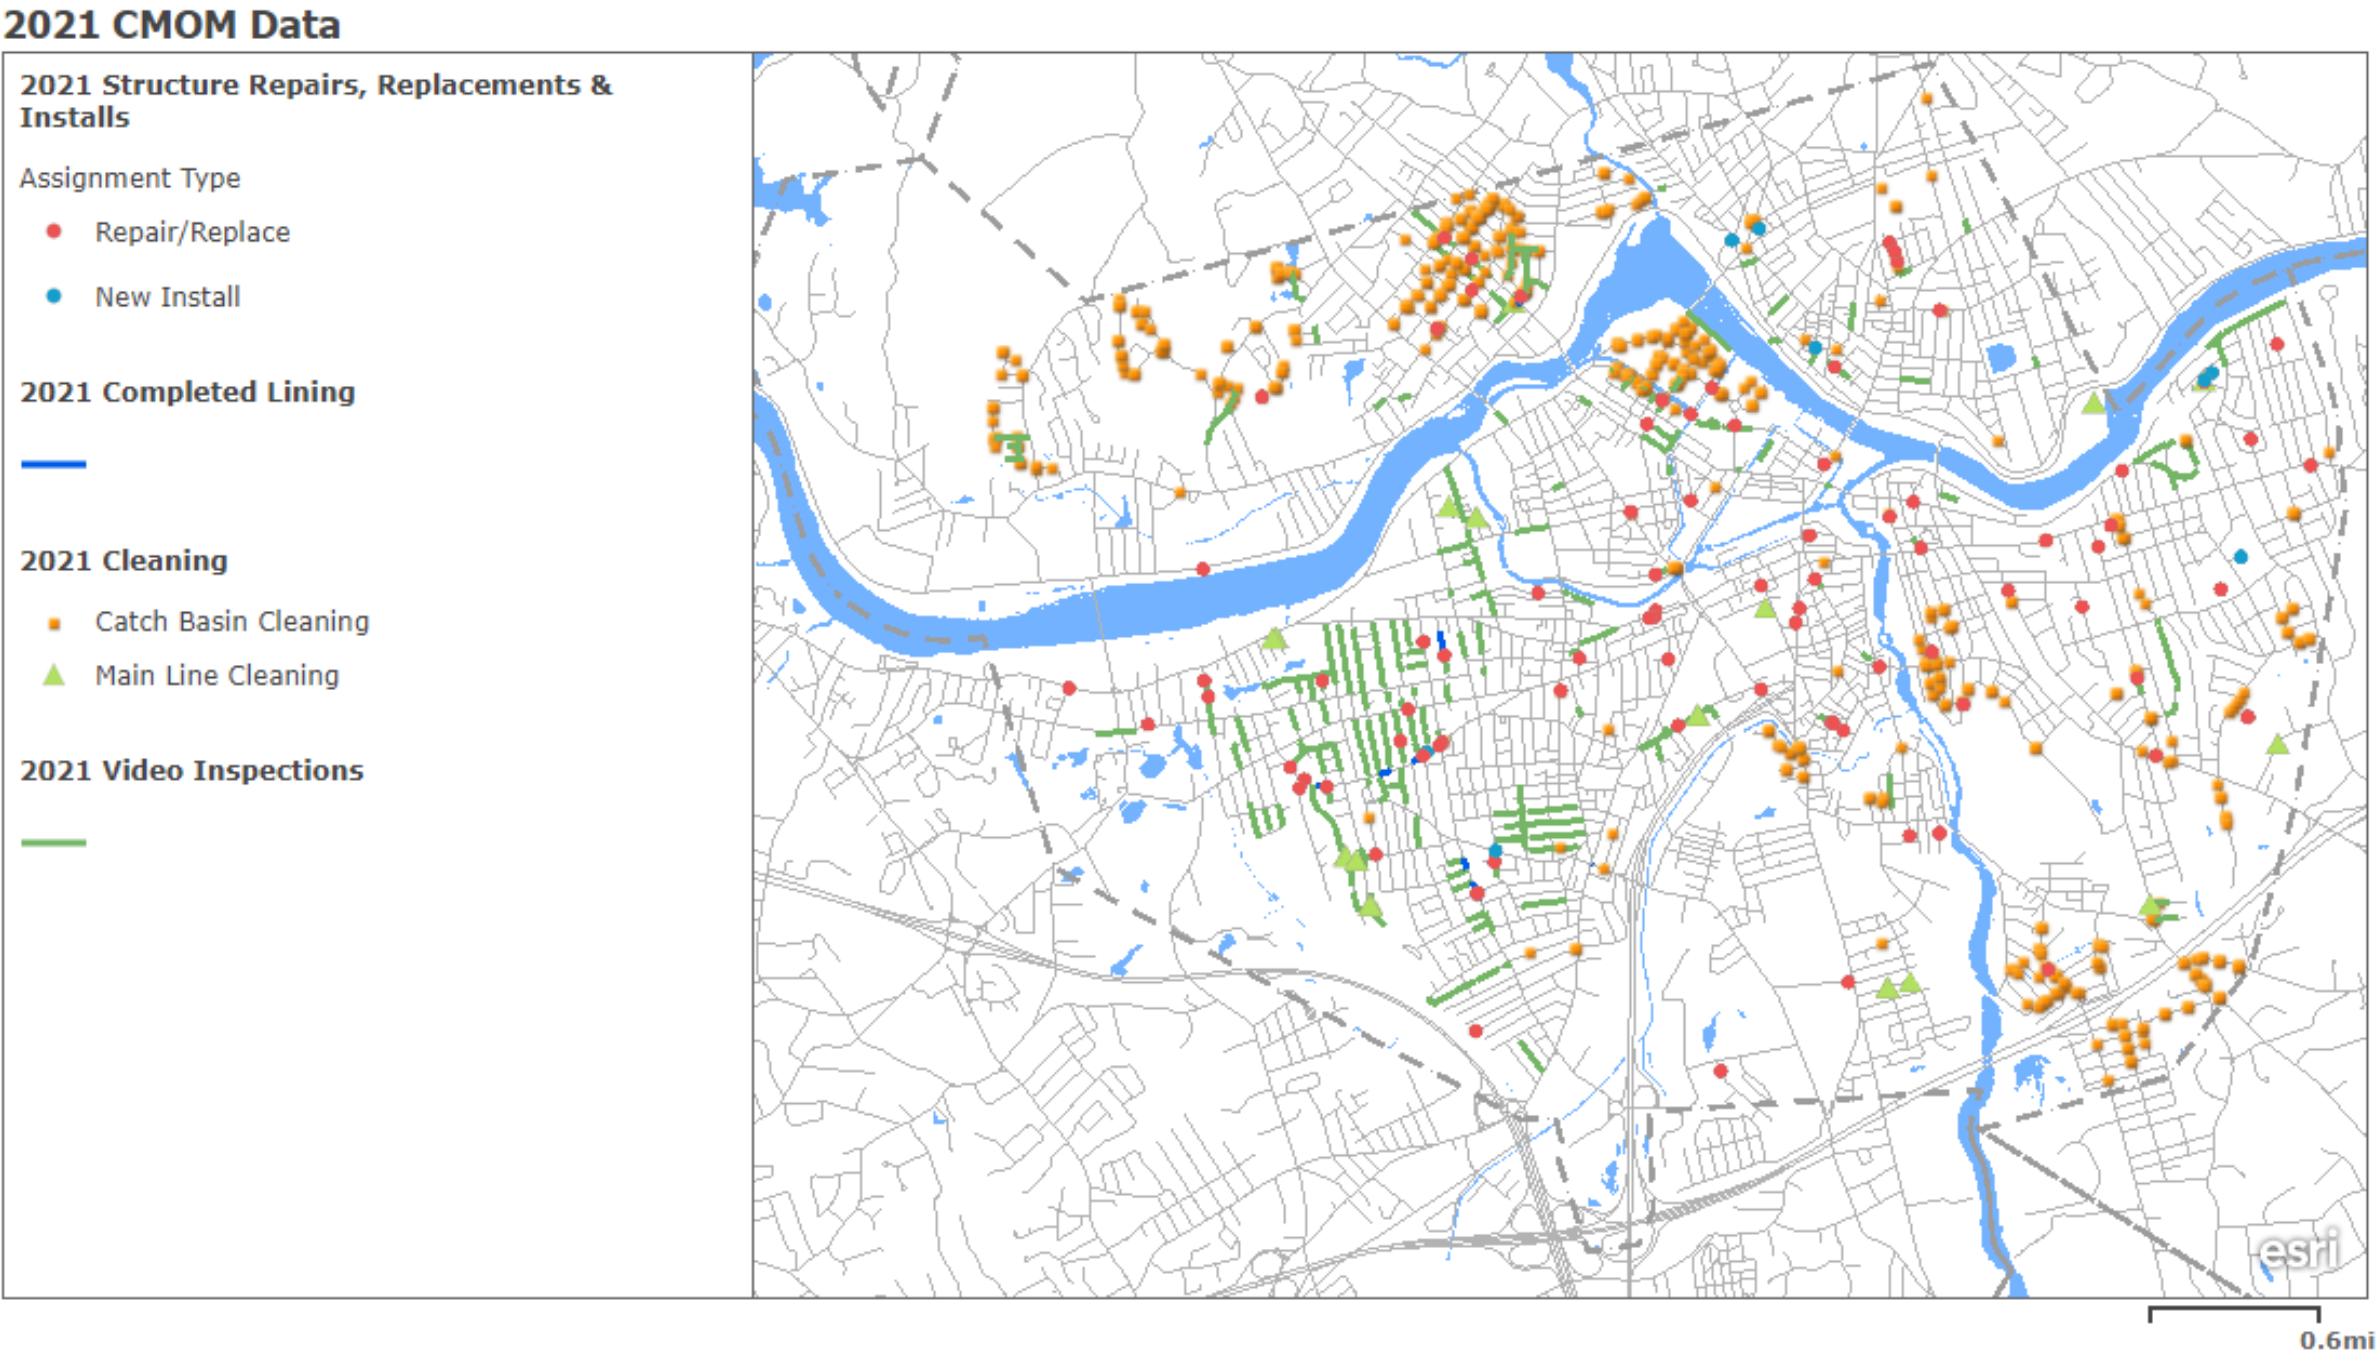 2021 CMOM Data
2021 Structure Repairs, Replacements &
Installs
Assignment Type
Repair/Replace
New Install
2021 Completed Lining
2021 Cleaning
Catch Basin Cleaning
Main Line Cleaning
2021 Video Inspections
esri
0.6mi